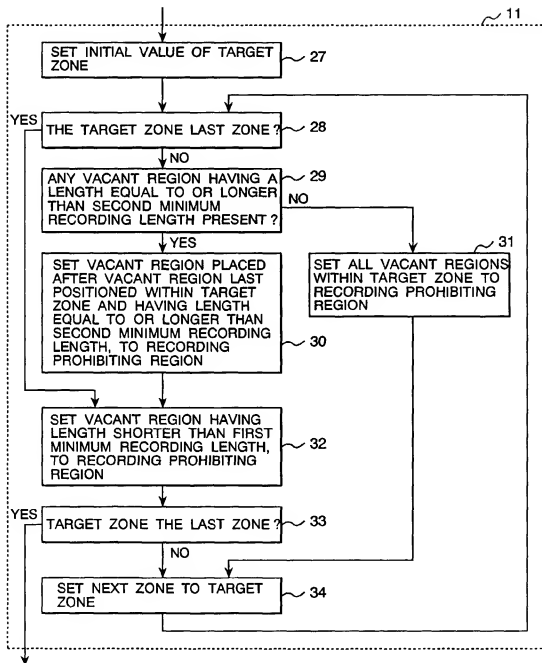 11
SET INITIAL VALUE OF TARGET
ZONE
27
YES
THE TARGET ZONE LAST ZONE ?
28
NO
ANY VACANT REGION HAVING A
LENGTH EQUAL TO OR LONGER
THAN SECOND MINIMUM
RECORDING LENGTH PRESENT ?
29
NO
YES
31
SET ALL VACANT REGIONS
WITHIN TARGET ZONE TO
RECORDING PROHIBITING
REGION
SET VACANT REGION PLACED
AFTER VACANT REGION LAST
POSITIONED WITHIN TARGET
ZONE AND HAVING LENGTH
EQUAL TO OR LONGER THAN
SECOND MINIMUM RECORDING
LENGTH, TO RECORDING
PROHIBITING REGION
30
SET VACANT REGION HAVING
LENGTH SHORTER THAN FIRST
MINIMUM RECORDING LENGTH,
TO RECORDING PROHIBITING
REGION
32
YES
TARGET ZONE THE LAST ZONE ?
33
NO
SET NEXT ZONE TO TARGET
ZONE
34